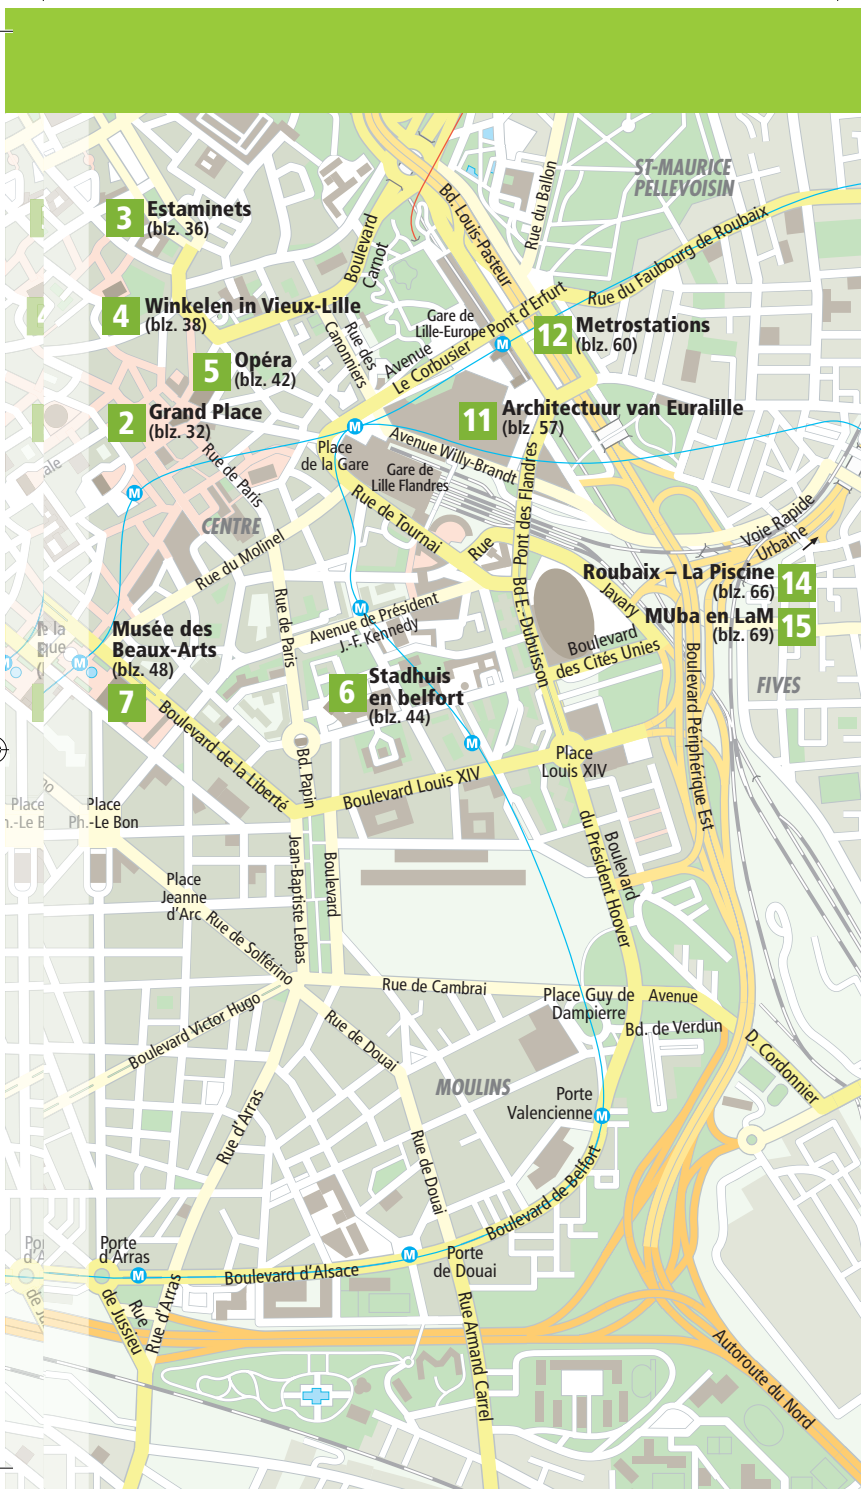 ST-MAURICE
PELLEVOISIN
3 Estaminets
(blz. 36)
Bd. Louis-Pasteur
Rue du Ballon
Boulevard
Carnot
Rue du Faubourg de Roubaix
4 Winkelen in Vieux-Lille
(blz. 38)
Gare de
Lille-Europe
Pont d'Erfurt
12 Metrostations
(blz. 60)
Rue des
Canonniers
Avenue
Le Corbusier
M
5 Opéra
(blz. 42)
2 Grand Place
(blz. 32)
11 Architectuur van Euralille
(blz. 57)
M
Place
de la Gare
Avenue Willy-Brandt
Gare de
Lille Flandres
Rue de Paris
M
Rue de Tournai
Pont des Flandres
CENTRE
Rue du Molinel
Rue
Javary
Voie Rapide
Urbaine
Roubaix – La Piscine 14
(blz. 66)
MUba en LaM 15
(blz. 69)
Rue de Paris
M
Avenue de Président
J.-F. Kennedy
Bd E.-Dubuisson
Boulevard
des Cités Unies
Boulevard Périphérique Est
FIVES
Musée des
Beaux-Arts
(blz. 48)
7
M
6 Stadhuis
en belfort
(blz. 44)
Boulevard de la Liberté
Bd. Papin
M
Boulevard Louis XIV
Place
Louis XIV
Place
Ph.-Le Bon
Jean-Baptiste Lebas
Boulevard
Boulevard
du Président Hoover
Place
Jeanne
d'Arc
Rue de Solférino
Rue de Cambrai
Place Guy de
Dampierre
Avenue
Bd. de Verdun
D. Cordonnier
Boulevard Victor Hugo
Rue de Douai
MOULINS
Porte
Valencienne
M
Rue d'Arras
Rue de Douai
Boulevard de Belfort
Porte
d'Arras
M
Boulevard d'Alsace
M
Porte
de Douai
Rue
de Jussieu
Rue d'Arras
Rue Armand Carrel
Autoroute du Nord